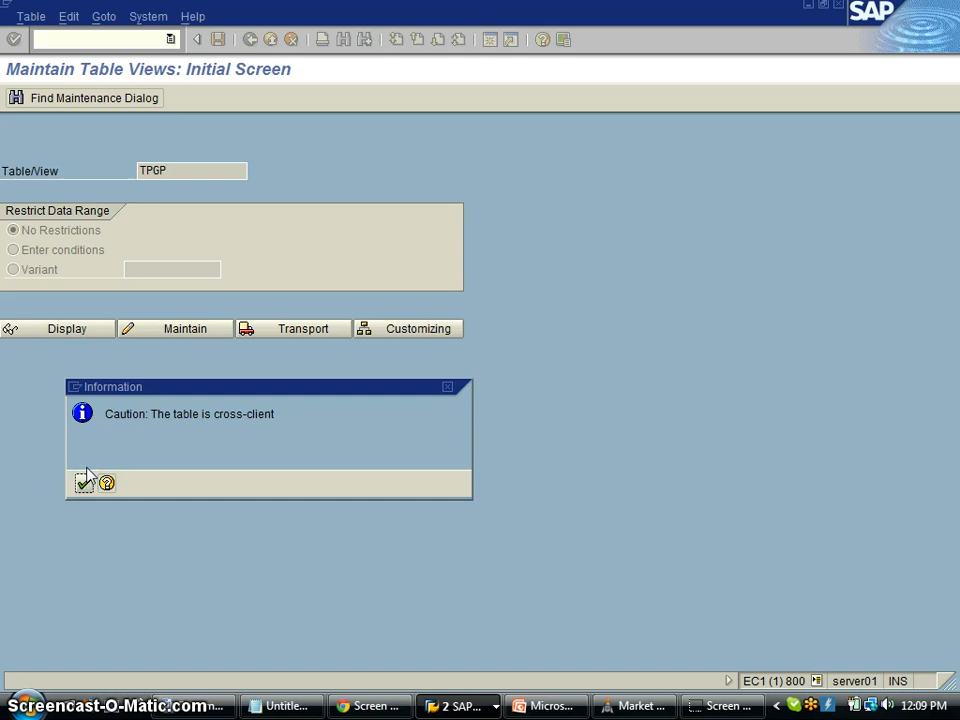 Table Edit Goto System Help
SAP
Maintain Table Views: Initial Screen
Find Maintenance Dialog
Table/View TPGP
Restrict Data Range
No Restrictions
Enter conditions
Variant
Display Maintain Transport Customizing
Information
Caution: The table is cross-client
EC1 (1) 800 server01 INS
Screencast-O-Matic.com
Untitle...
Screen ...
2 SAP...
Micros...
Market ...
Screen ...
12:09 PM